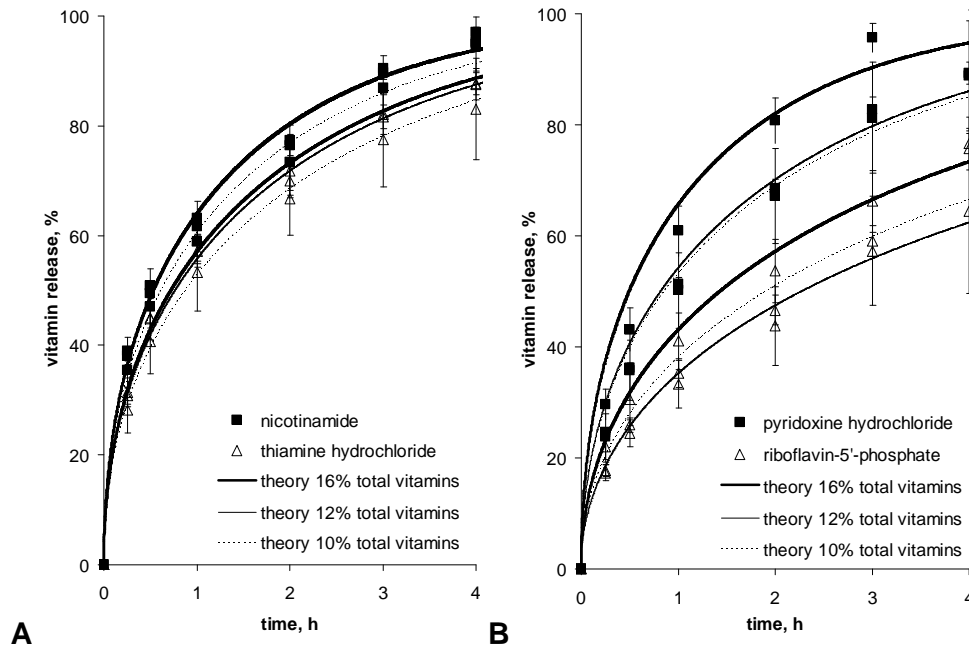 100
80
60
40
20
0
vitamin release, %
nicotinamide
thiamine hydrochloride
theory 16% total vitamins
theory 12% total vitamins
theory 10% total vitamins
0 1 2 3 4
time, h
A
100
80
60
40
20
0
vitamin release, %
pyridoxine hydrochloride
riboflavin-5'-phosphate
theory 16% total vitamins
theory 12% total vitamins
theory 10% total vitamins
0 1 2 3 4
time, h
B